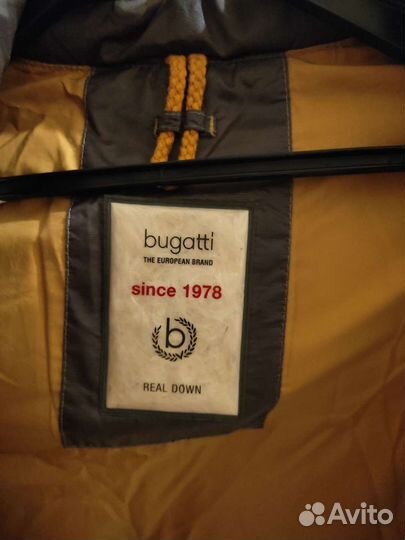 bugatti
THE EUROPEAN BRAND
since 1978
b
REAL DOWN
Avito